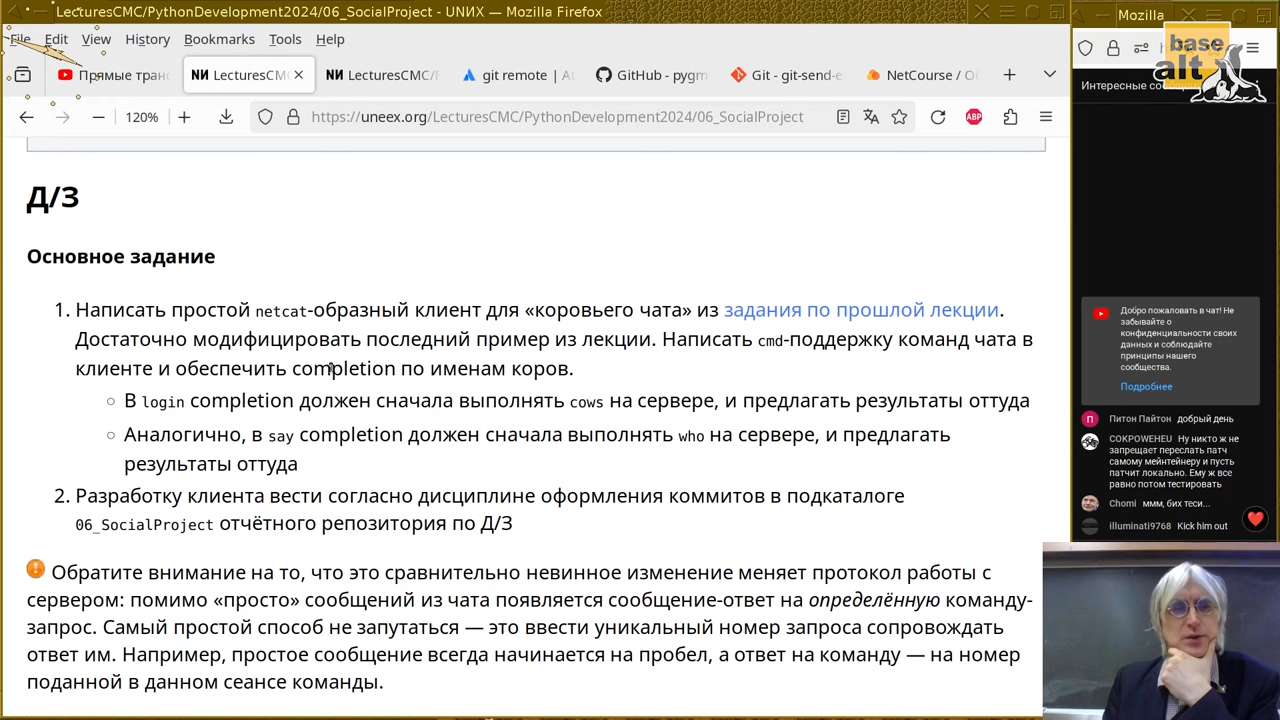 LecturesCMC/PythonDevelopment2024/06_SocialProject - UNИX — Mozilla Firefox
Mozilla
File Edit View History Bookmarks Tools Help
base
alt
Прямые тран
LecturesCMC/
LecturesCMC/P
git remote | A
GitHub - pygm
Git - git-send-e
NetCourse / О
Интересные со
120%
https://uneex.org/LecturesCMC/PythonDevelopment2024/06_SocialProject
ABP
Д/З
Основное задание
1. Написать простой netcat-образный клиент для «коровьего чата» из задания по прошлой лекции.
Достаточно модифицировать последний пример из лекции. Написать cmd-поддержку команд чата в
клиенте и обеспечить completion по именам коров.
В login completion должен сначала выполнять cows на сервере, и предлагать результаты оттуда
Аналогично, в say completion должен сначала выполнять who на сервере, и предлагать
результаты оттуда
2. Разработку клиента вести согласно дисциплине оформления коммитов в подкаталоге
06_SocialProject отчётного репозитория по Д/З
Обратите внимание на то, что это сравнительно невинное изменение меняет протокол работы с
сервером: помимо «просто» сообщений из чата появляется сообщение-ответ на определённую команду-
запрос. Самый простой способ не запутаться — это ввести уникальный номер запроса сопровождать
ответ им. Например, простое сообщение всегда начинается на пробел, а ответ на команду — на номер
поданной в данном сеансе команды.
Добро пожаловать в чат! Не
забывайте о
конфиденциальности своих
данных и соблюдайте
принципы нашего
сообщества.
Подробнее
П
Питон Пайтон добрый день
COKPOWEHEU Ну никто ж не
запрещает переслать патч
самому мейнтейнеру и пусть
патчит локально. Ему ж все
равно потом тестировать
Chomi ммм, бих теси...
illuminati9768 Kick him out